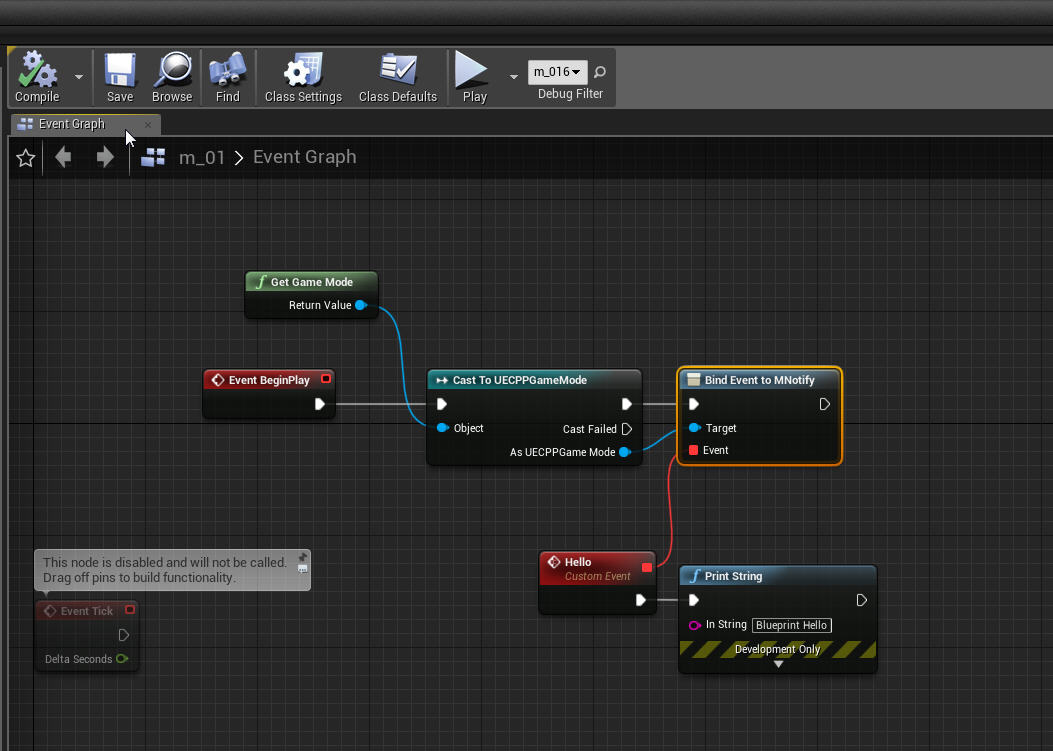 Compile
Save
Browse
Find
Class Settings
Class Defaults
Play
m_016
Debug Filter
Event Graph
m_01 > Event Graph
f Get Game Mode
Return Value
Event BeginPlay
Cast To UECPPGameMode
Object
Cast Failed
As UECPPGame Mode
Bind Event to MNotify
Target
Event
This node is disabled and will not be called.
Drag off pins to build functionality.
Event Tick
Delta Seconds
Hello
Custom Event
f Print String
In String Blueprint Hello
Development Only